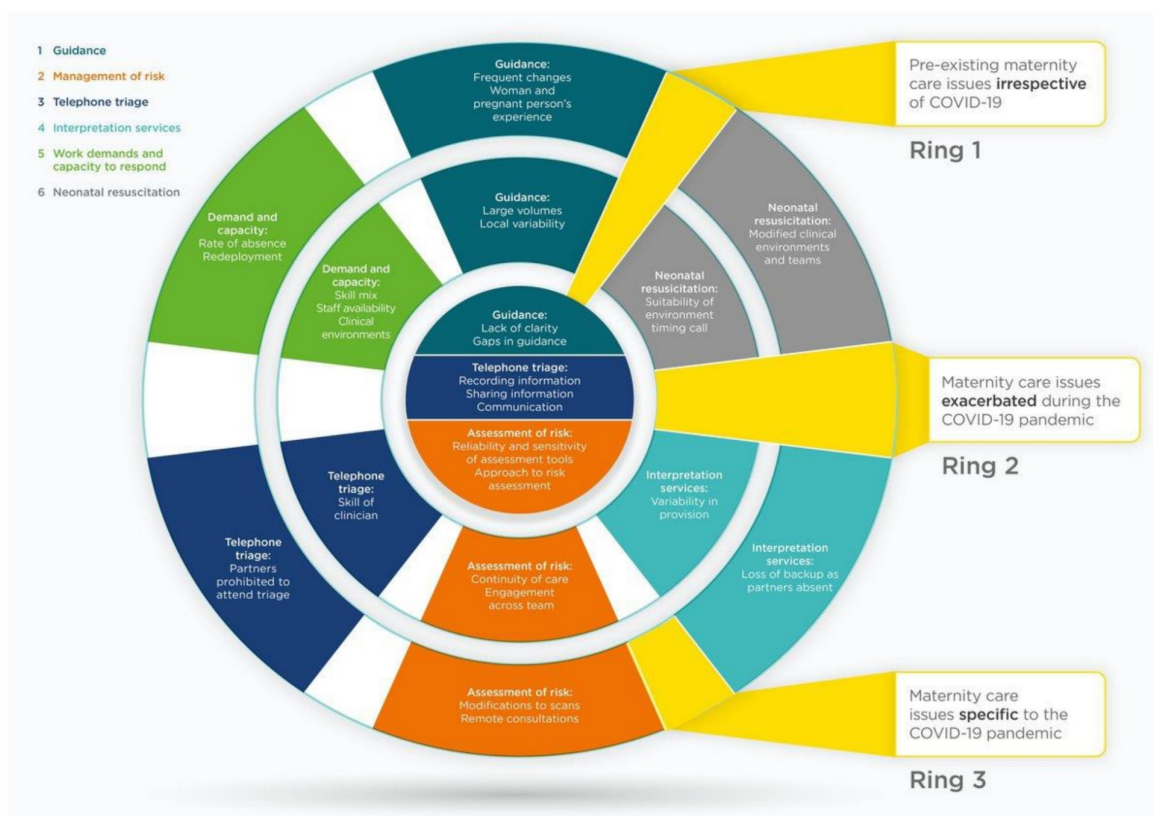 1 Guidance
2 Management of risk
3 Telephone triage
4 Interpretation services
5 Work demands and
capacity to respond
6 Neonatal resuscitation
Guidance:
Frequent changes
Woman and
pregnant person's
experience
Guidance:
Large volumes
Local variability
Guidance:
Lack of clarity
Gaps in guidance
Telephone triage:
Recording information
Sharing information
Communication
Assessment of risk:
Reliability and sensitivity
of assessment tools
Approach to risk
assessment
Demand and
capacity:
Rate of absence
Redeployment
Demand and
capacity:
Skill mix
Staff availability
Clinical
environments
Neonatal
resusicitation:
Suitability of
environment
timing call
Neonatal
resusicitation:
Modified clinical
environments
and teams
Telephone
triage:
Skill of
clinician
Telephone
triage:
Partners
prohibited to
attend triage
Interpretation
services:
Variability in
provision
Interpretation
services:
Loss of backup as
partners absent
Assessment of risk:
Continuity of care
Engagement
across team
Assessment of risk:
Modifications to scans
Remote consultations
Pre-existing maternity
care issues irrespective
of COVID-19
Ring 1
Maternity care issues
exacerbated during the
COVID-19 pandemic
Ring 2
Maternity care
issues specific to the
COVID-19 pandemic
Ring 3